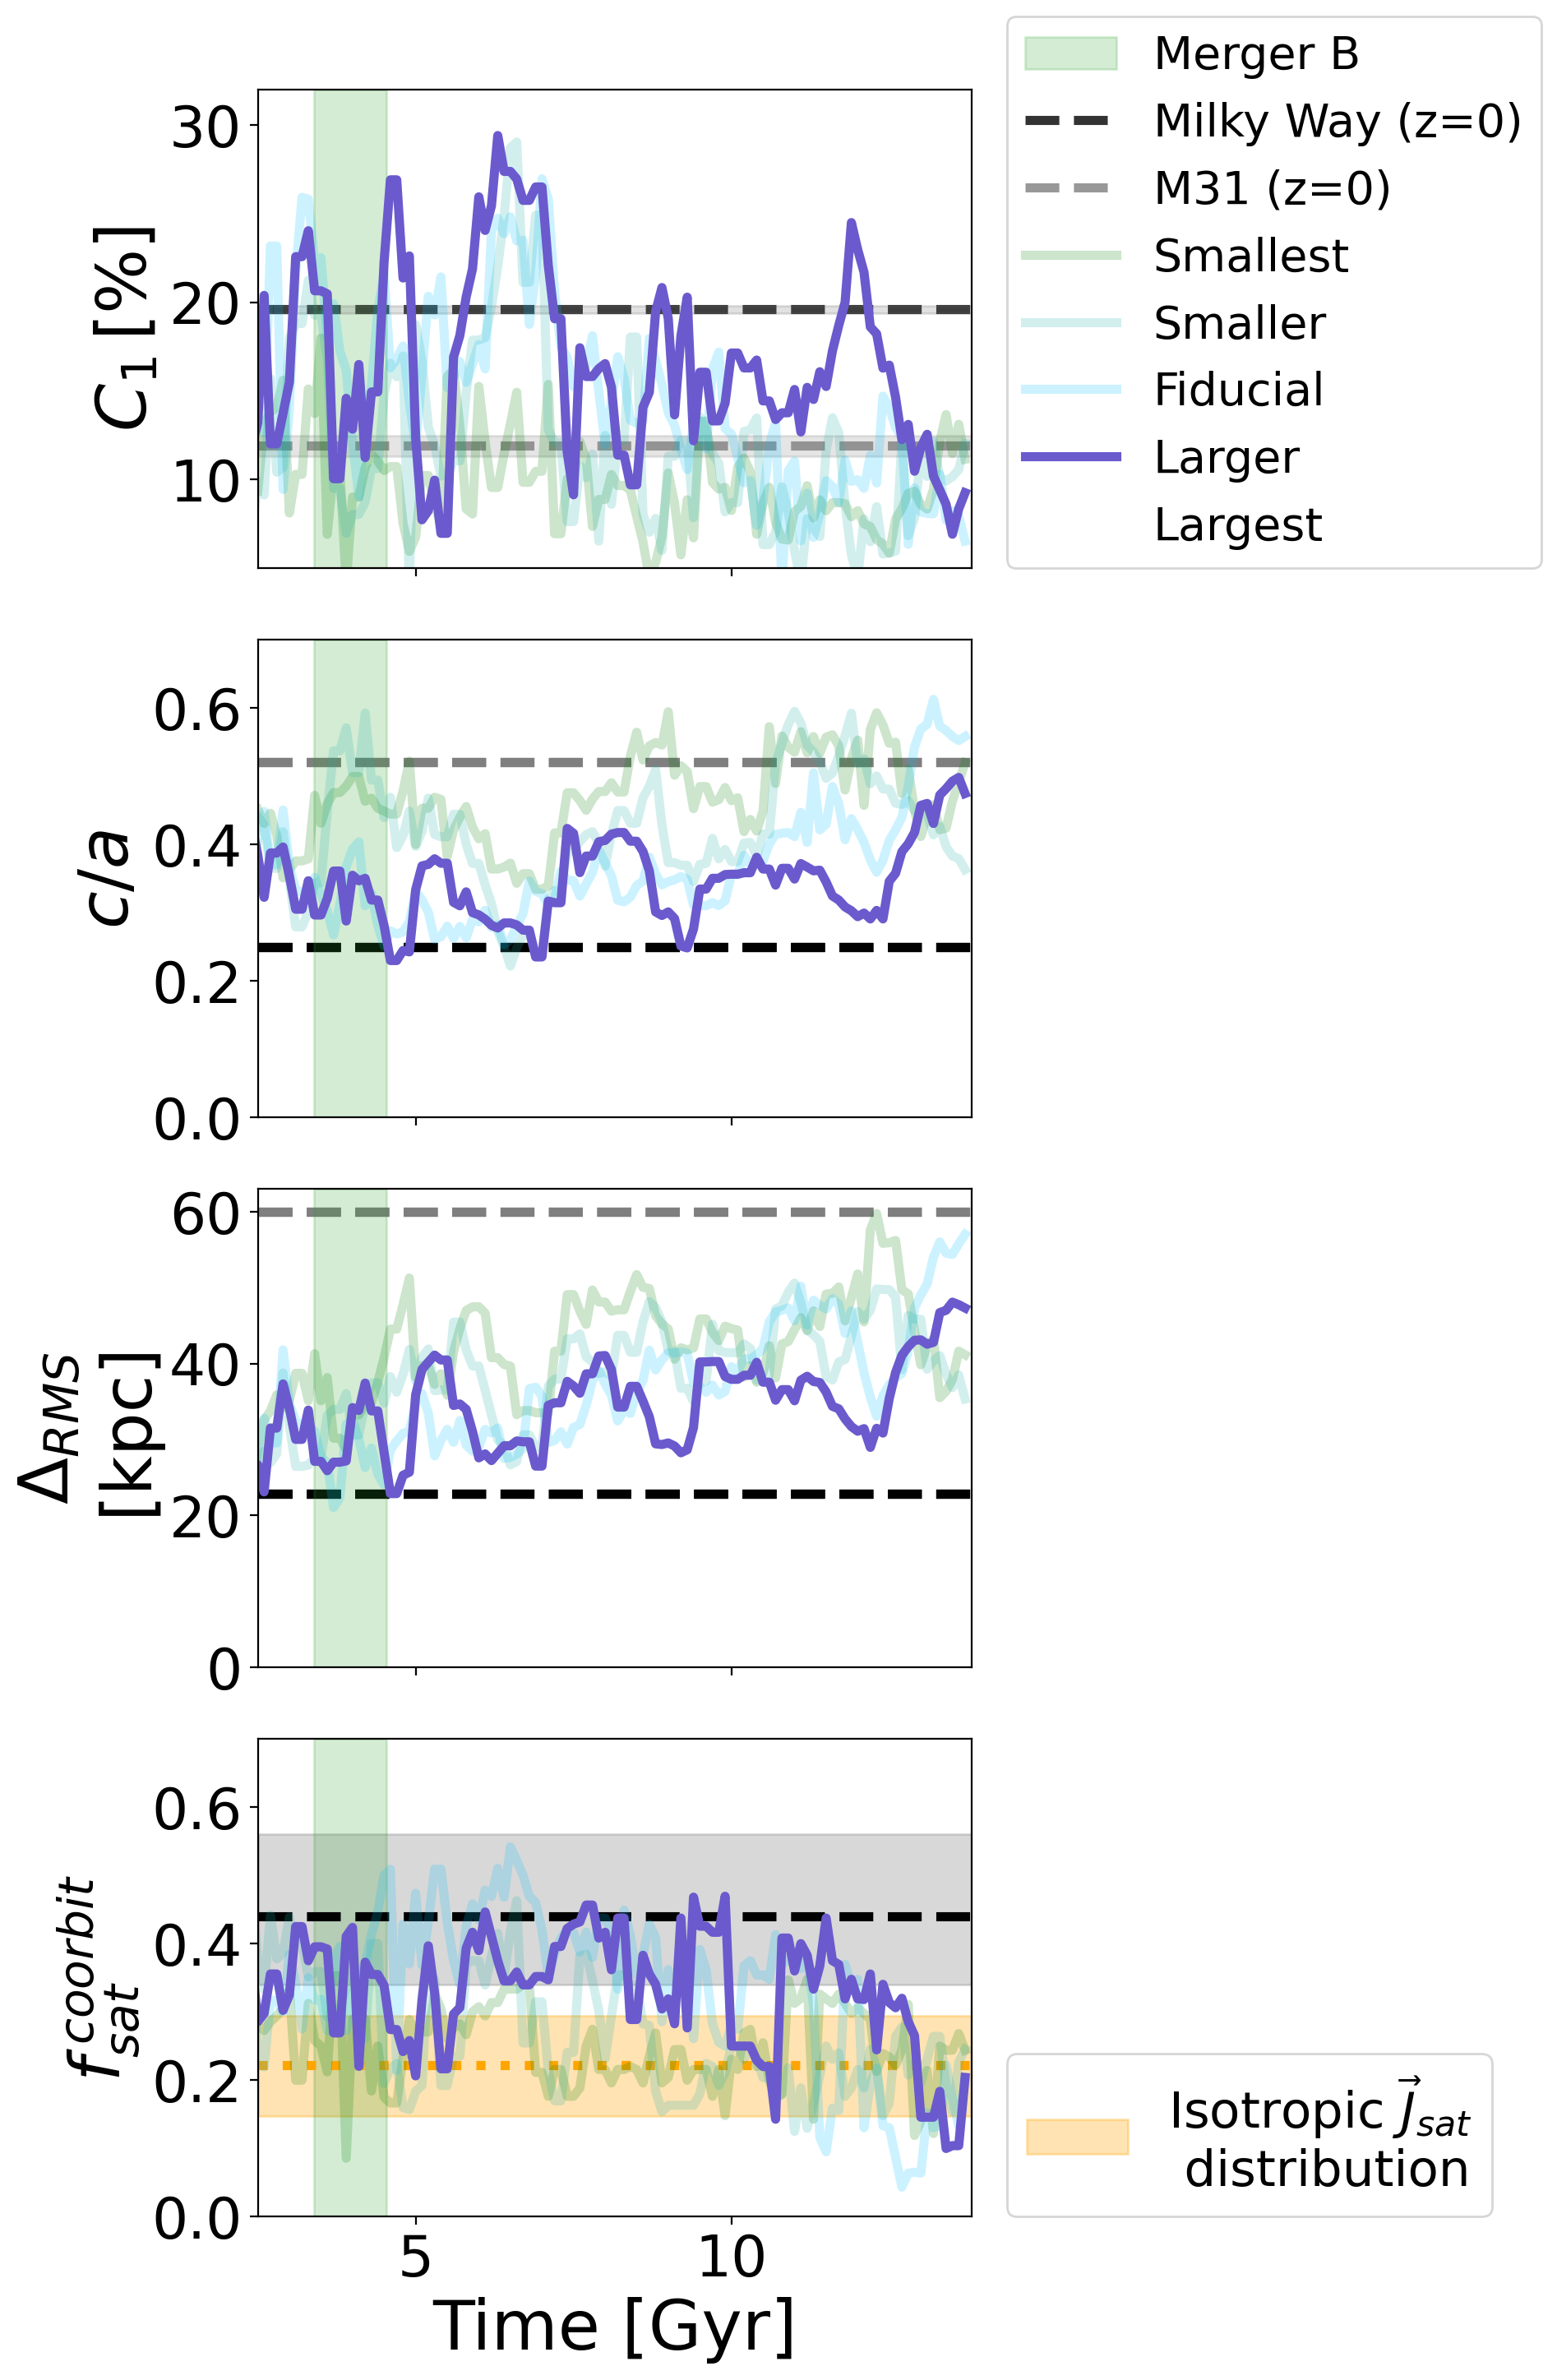 Merger B
Milky Way (z=0)
M31 (z=0)
Smallest
Smaller
Fiducial
Larger
Largest
30
20
10
C₁ [%]
0.6
0.4
0.2
0.0
c/a
60
40
20
0
Δ_RMS
[kpc]
0.6
0.4
0.2
0.0
f_sat^coorbit
5 10
Time [Gyr]
Isotropic J⃗_sat
distribution